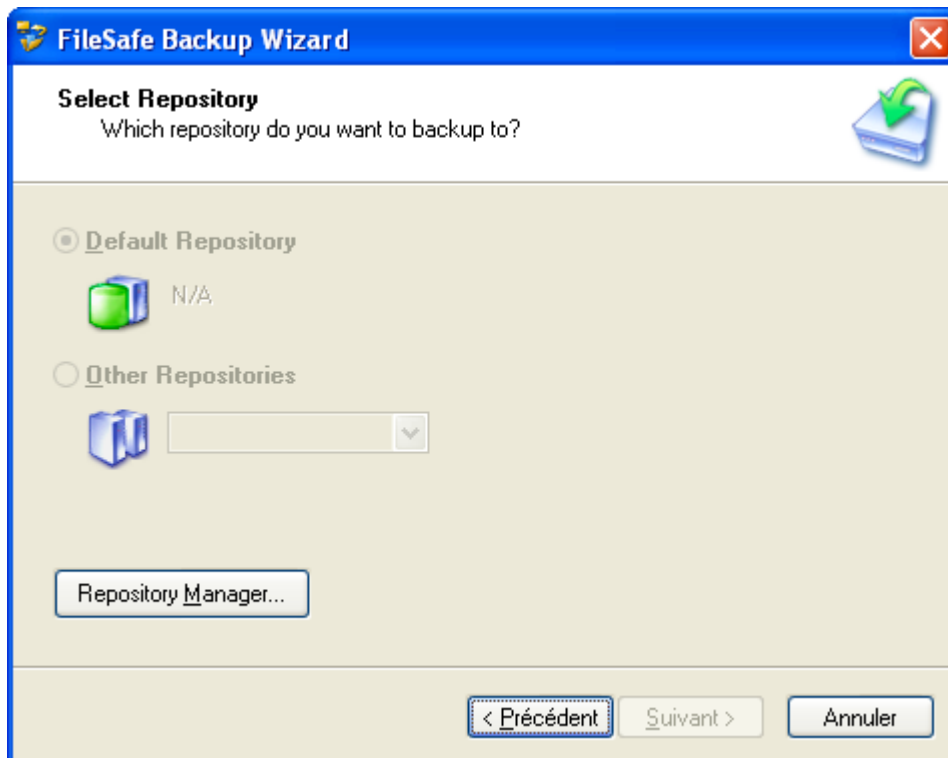 FileSafe Backup Wizard
Select Repository
Which repository do you want to backup to?
Default Repository
N/A
Other Repositories
Repository Manager...
< Précédent
Suivant >
Annuler